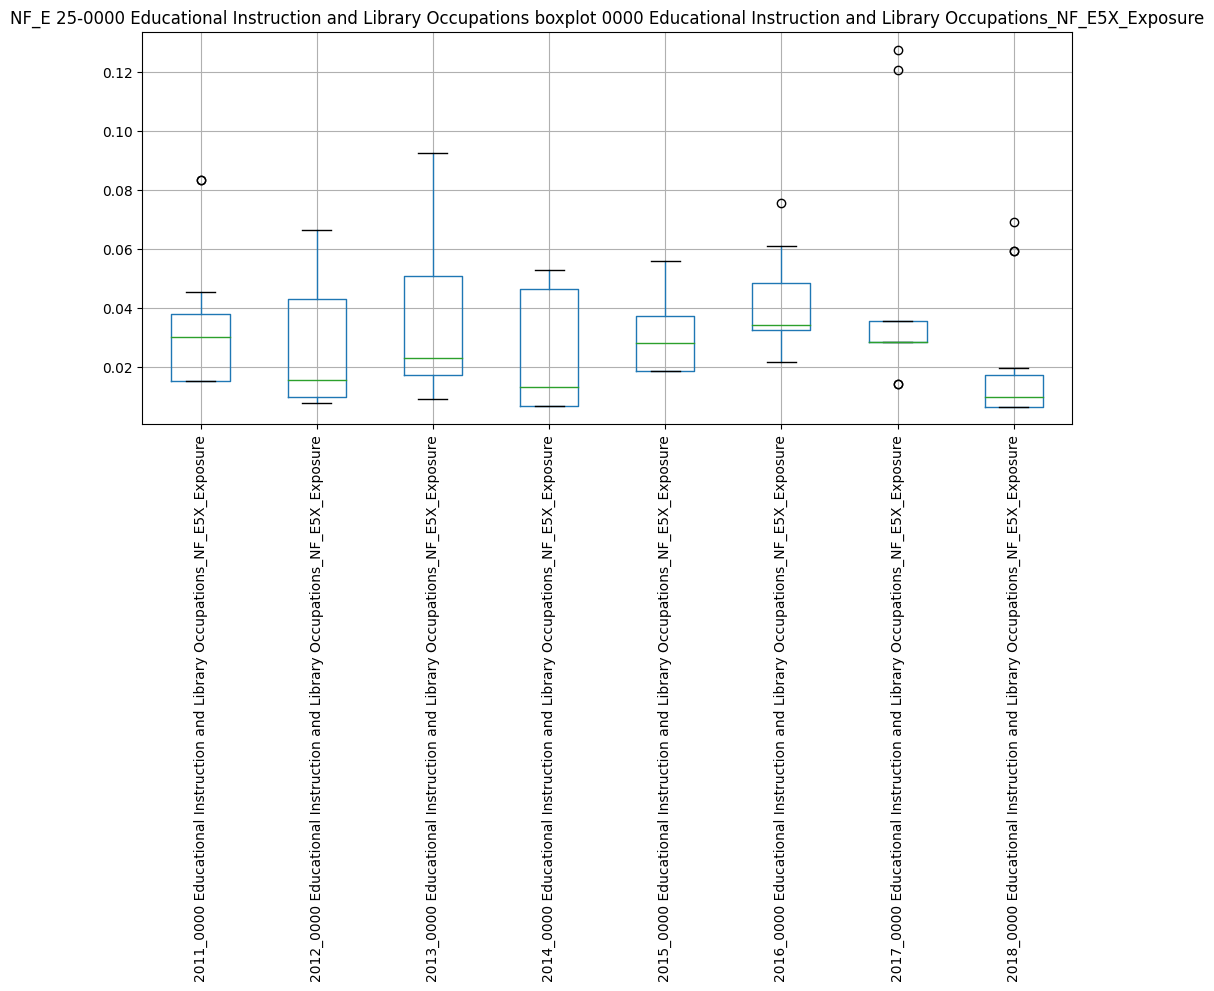 NF_E 25-0000 Educational Instruction and Library Occupations boxplot 0000 Educational Instruction and Library Occupations_NF_E5X_Exposure
0.12
0.10
0.08
0.06
0.04
0.02
2011_0000 Educational Instruction and Library Occupations_NF_E5X_Exposure
2012_0000 Educational Instruction and Library Occupations_NF_E5X_Exposure
2013_0000 Educational Instruction and Library Occupations_NF_E5X_Exposure
2014_0000 Educational Instruction and Library Occupations_NF_E5X_Exposure
2015_0000 Educational Instruction and Library Occupations_NF_E5X_Exposure
2016_0000 Educational Instruction and Library Occupations_NF_E5X_Exposure
2017_0000 Educational Instruction and Library Occupations_NF_E5X_Exposure
2018_0000 Educational Instruction and Library Occupations_NF_E5X_Exposure